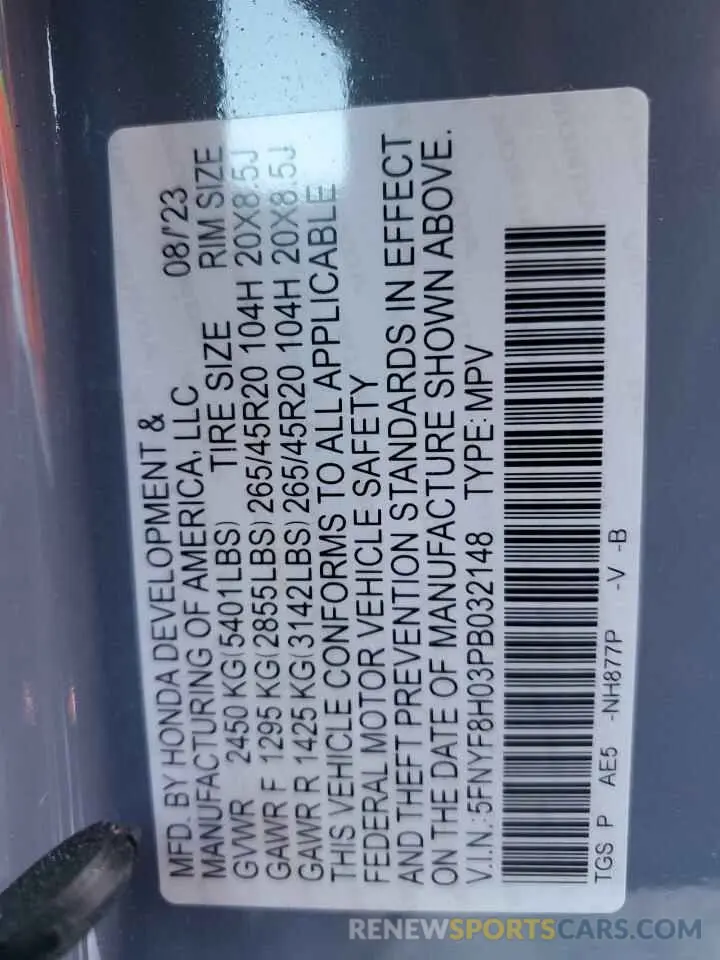 MFD. BY HONDA DEVELOPMENT &
MANUFACTURING OF AMERICA, LLC 08/'23
GVWR 2450 KG(5401LBS) TIRE SIZE RIM SIZE
GAWR F 1295 KG(2855LBS) 265/45R20 104H 20X8.5J
GAWR R 1425 KG(3142LBS) 265/45R20 104H 20X8.5J
THIS VEHICLE CONFORMS TO ALL APPLICABLE
FEDERAL MOTOR VEHICLE SAFETY
AND THEFT PREVENTION STANDARDS IN EFFECT
ON THE DATE OF MANUFACTURE SHOWN ABOVE.
V.I.N.:5FNYF8H03PB032148 TYPE:MPV
TGS P AE5 -NH877P -V -B
RENEWSPORTSCARS.COM